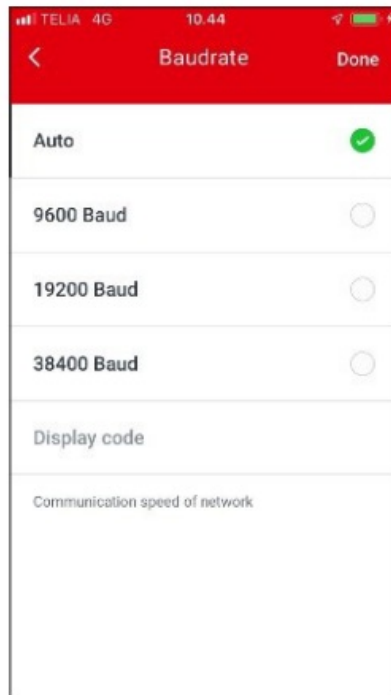 TELIA 4G 10.44
Baudrate Done
Auto
9600 Baud
19200 Baud
38400 Baud
Display code
Communication speed of network